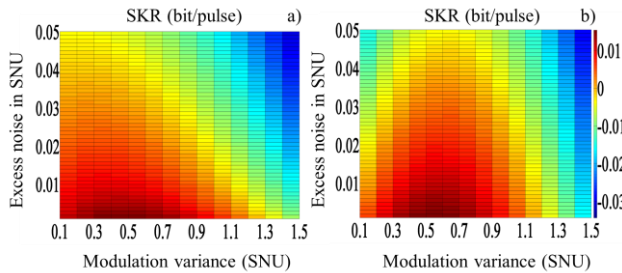 SKR (bit/pulse) a)
0.05
0.04
0.03
0.02
0.01
Excess noise in SNU
0.1 0.3 0.5 0.7 0.9 1.1 1.3 1.5
Modulation variance (SNU)
SKR (bit/pulse) b)
0.05
0.04
0.03
0.02
0.01
Excess noise in SNU
0.1 0.3 0.5 0.7 0.9 1.1 1.3 1.5
Modulation variance (SNU)
0.01
0
-0.01
-0.02
-0.03